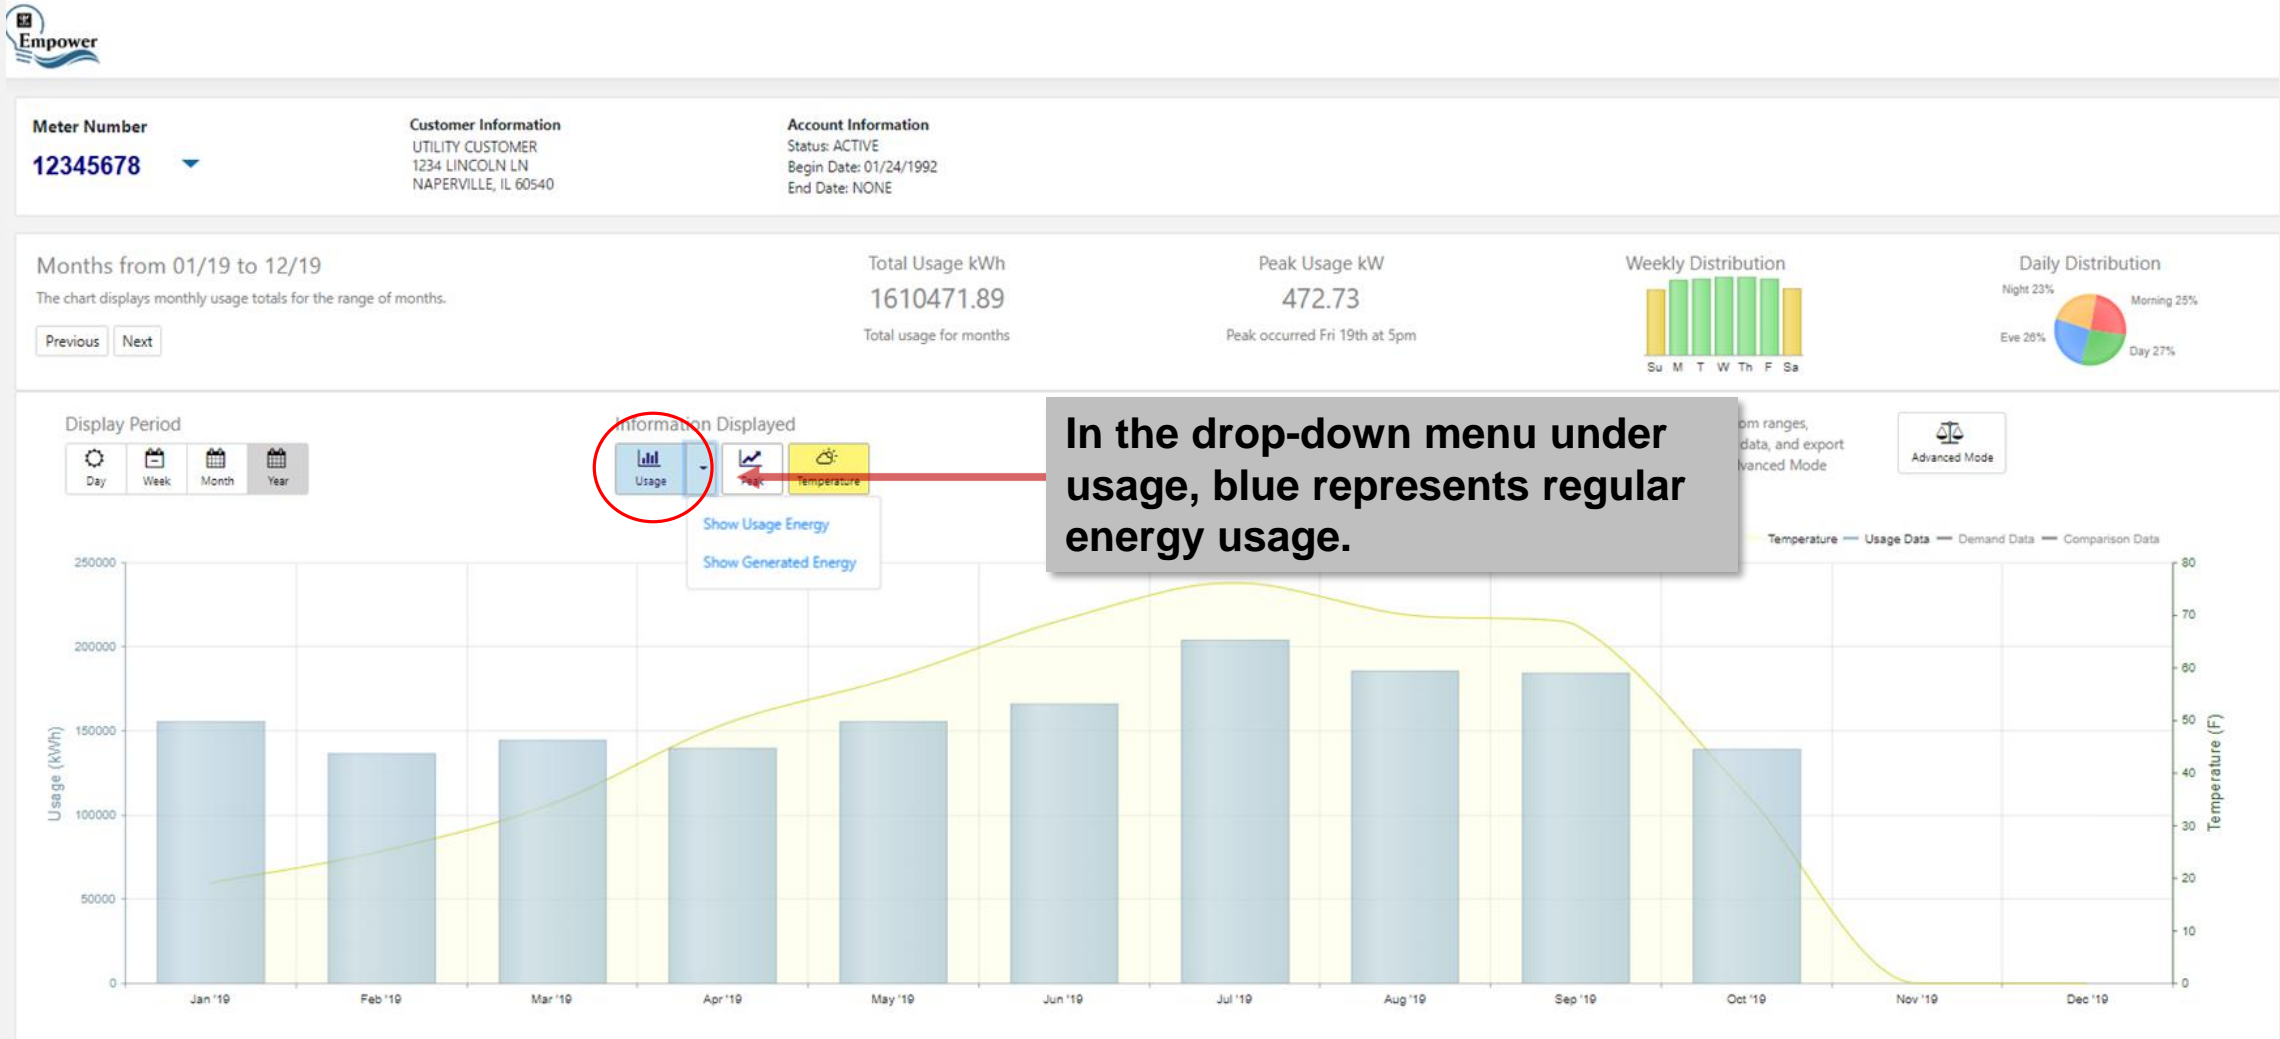 Empower
Meter Number
12345678
Customer Information
UTILITY CUSTOMER
1234 LINCOLN LN
NAPERVILLE, IL 60540
Account Information
Status: ACTIVE
Begin Date: 01/24/1992
End Date: NONE
Months from 01/19 to 12/19
The chart displays monthly usage totals for the range of months.
Previous Next
Total Usage kWh
1610471.89
Total usage for months
Peak Usage kW
472.73
Peak occurred Fri 19th at 5pm
Weekly Distribution
Su M T W Th F Sa
Daily Distribution
Night 23%
Morning 25%
Eve 26%
Day 27%
Display Period
Day Week Month Year
Information Displayed
Usage Peak Temperature
Show Usage Energy
Show Generated Energy
In the drop-down menu under
usage, blue represents regular
energy usage.
om ranges,
data, and export
vanced Mode
Advanced Mode
Temperature Usage Data Demand Data Comparison Data
250000
200000
150000
100000
50000
0
Usage (kWh)
80
70
60
50
40
30
20
10
0
Temperature (F)
Jan '19 Feb '19 Mar '19 Apr '19 May '19 Jun '19 Jul '19 Aug '19 Sep '19 Oct '19 Nov '19 Dec '19